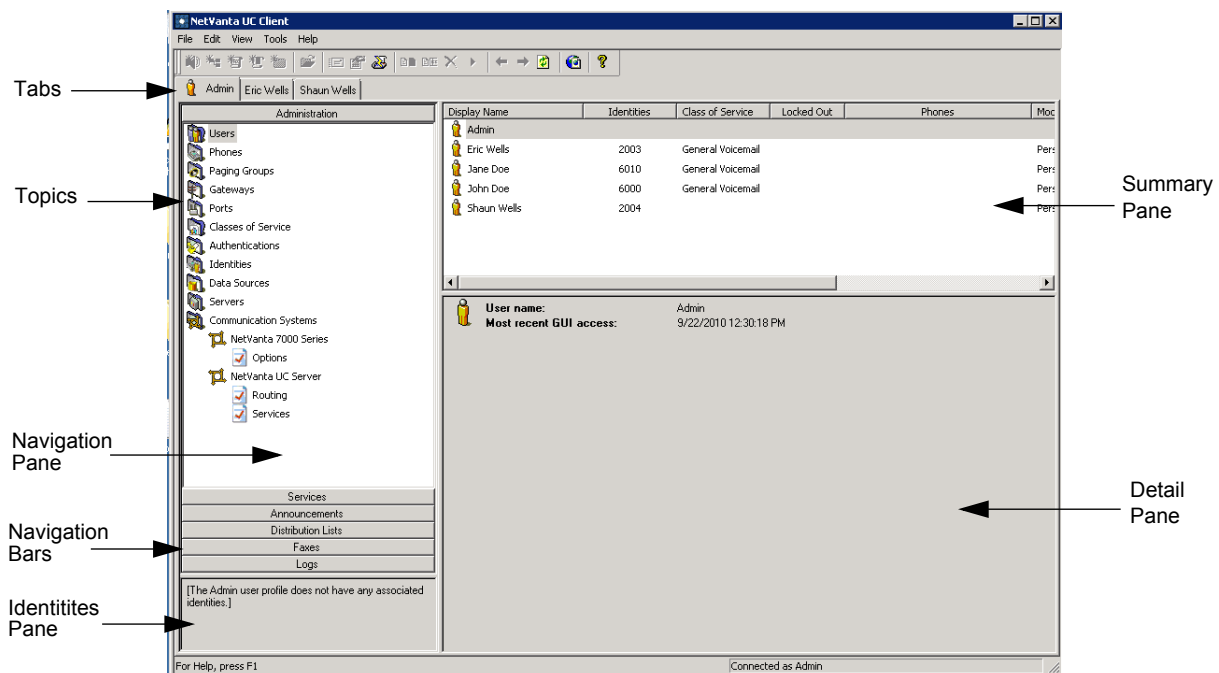 NetVanta UC Client
File Edit View Tools Help
Tabs
Admin Eric Wells Shaun Wells
Administration
Topics
Users
Phones
Paging Groups
Gateways
Ports
Classes of Service
Authentications
Identities
Data Sources
Servers
Communication Systems
NetVanta 7000 Series
Options
NetVanta UC Server
Routing
Services
Navigation
Pane
Services
Announcements
Distribution Lists
Faxes
Logs
Navigation
Bars
[The Admin user profile does not have any associated
identities.]
Identitites
Pane
Display Name Identities Class of Service Locked Out Phones Moc
Admin
Eric Wells 2003 General Voicemail Pers
Jane Doe 6010 General Voicemail Pers
John Doe 6000 General Voicemail Pers
Shaun Wells 2004 Pers
Summary
Pane
User name: Admin
Most recent GUI access: 9/22/2010 12:30:18 PM
Detail
Pane
For Help, press F1 Connected as Admin